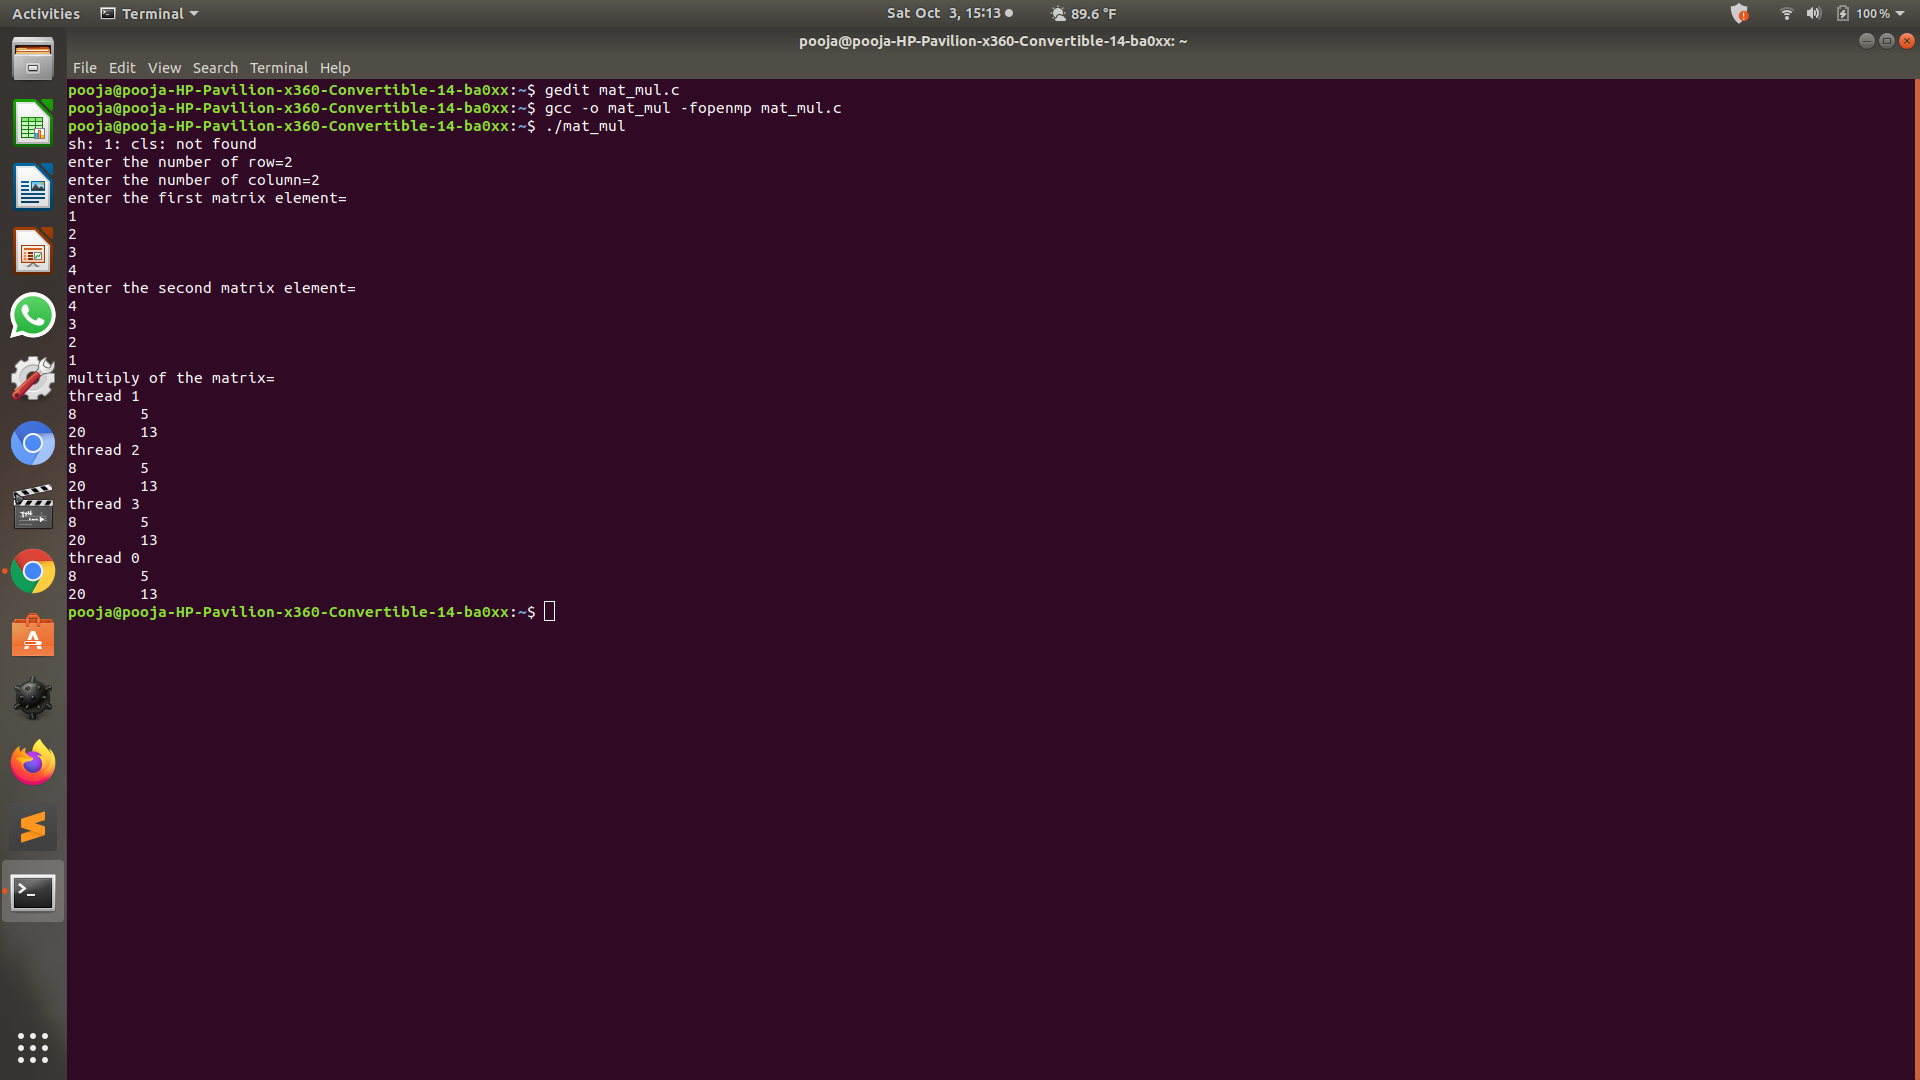 Activities Terminal Sat Oct 3, 15:13 89.6 °F 100 %
pooja@pooja-HP-Pavilion-x360-Convertible-14-ba0xx: ~
File Edit View Search Terminal Help
pooja@pooja-HP-Pavilion-x360-Convertible-14-ba0xx:~$ gedit mat_mul.c
pooja@pooja-HP-Pavilion-x360-Convertible-14-ba0xx:~$ gcc -o mat_mul -fopenmp mat_mul.c
pooja@pooja-HP-Pavilion-x360-Convertible-14-ba0xx:~$ ./mat_mul
sh: 1: cls: not found
enter the number of row=2
enter the number of column=2
enter the first matrix element=
1
2
3
4
enter the second matrix element=
4
3
2
1
multiply of the matrix=
thread 1
8 5
20 13
thread 2
8 5
20 13
thread 3
8 5
20 13
thread 0
8 5
20 13
pooja@pooja-HP-Pavilion-x360-Convertible-14-ba0xx:~$